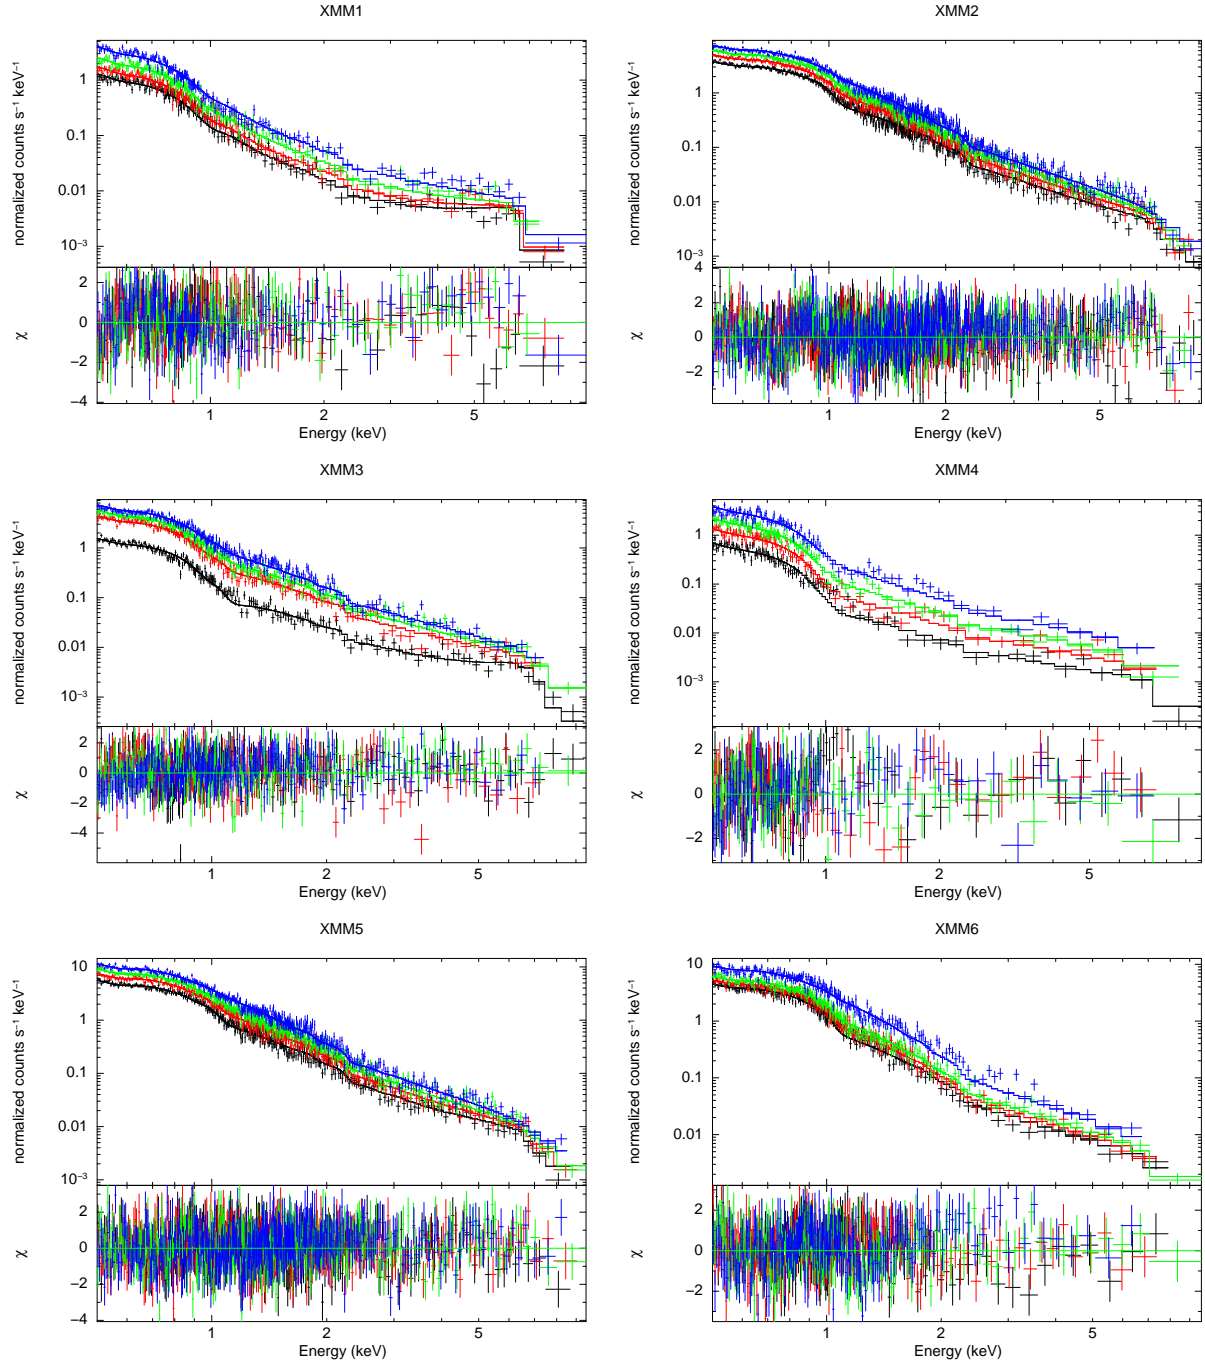 XMM1
normalized counts s⁻¹ keV⁻¹
1
0.1
0.01
10⁻³
χ
2
0
−2
−4
1 2 5
Energy (keV)
XMM2
normalized counts s⁻¹ keV⁻¹
1
0.1
0.01
10⁻³
χ
4
2
0
−2
1 2 5
Energy (keV)
XMM3
normalized counts s⁻¹ keV⁻¹
1
0.1
0.01
10⁻³
χ
2
0
−2
−4
1 2 5
Energy (keV)
XMM4
normalized counts s⁻¹ keV⁻¹
1
0.1
0.01
10⁻³
χ
2
0
−2
1 2 5
Energy (keV)
XMM5
normalized counts s⁻¹ keV⁻¹
10
1
0.1
0.01
10⁻³
χ
2
0
−2
−4
1 2 5
Energy (keV)
XMM6
normalized counts s⁻¹ keV⁻¹
10
1
0.1
0.01
χ
2
0
−2
1 2 5
Energy (keV)